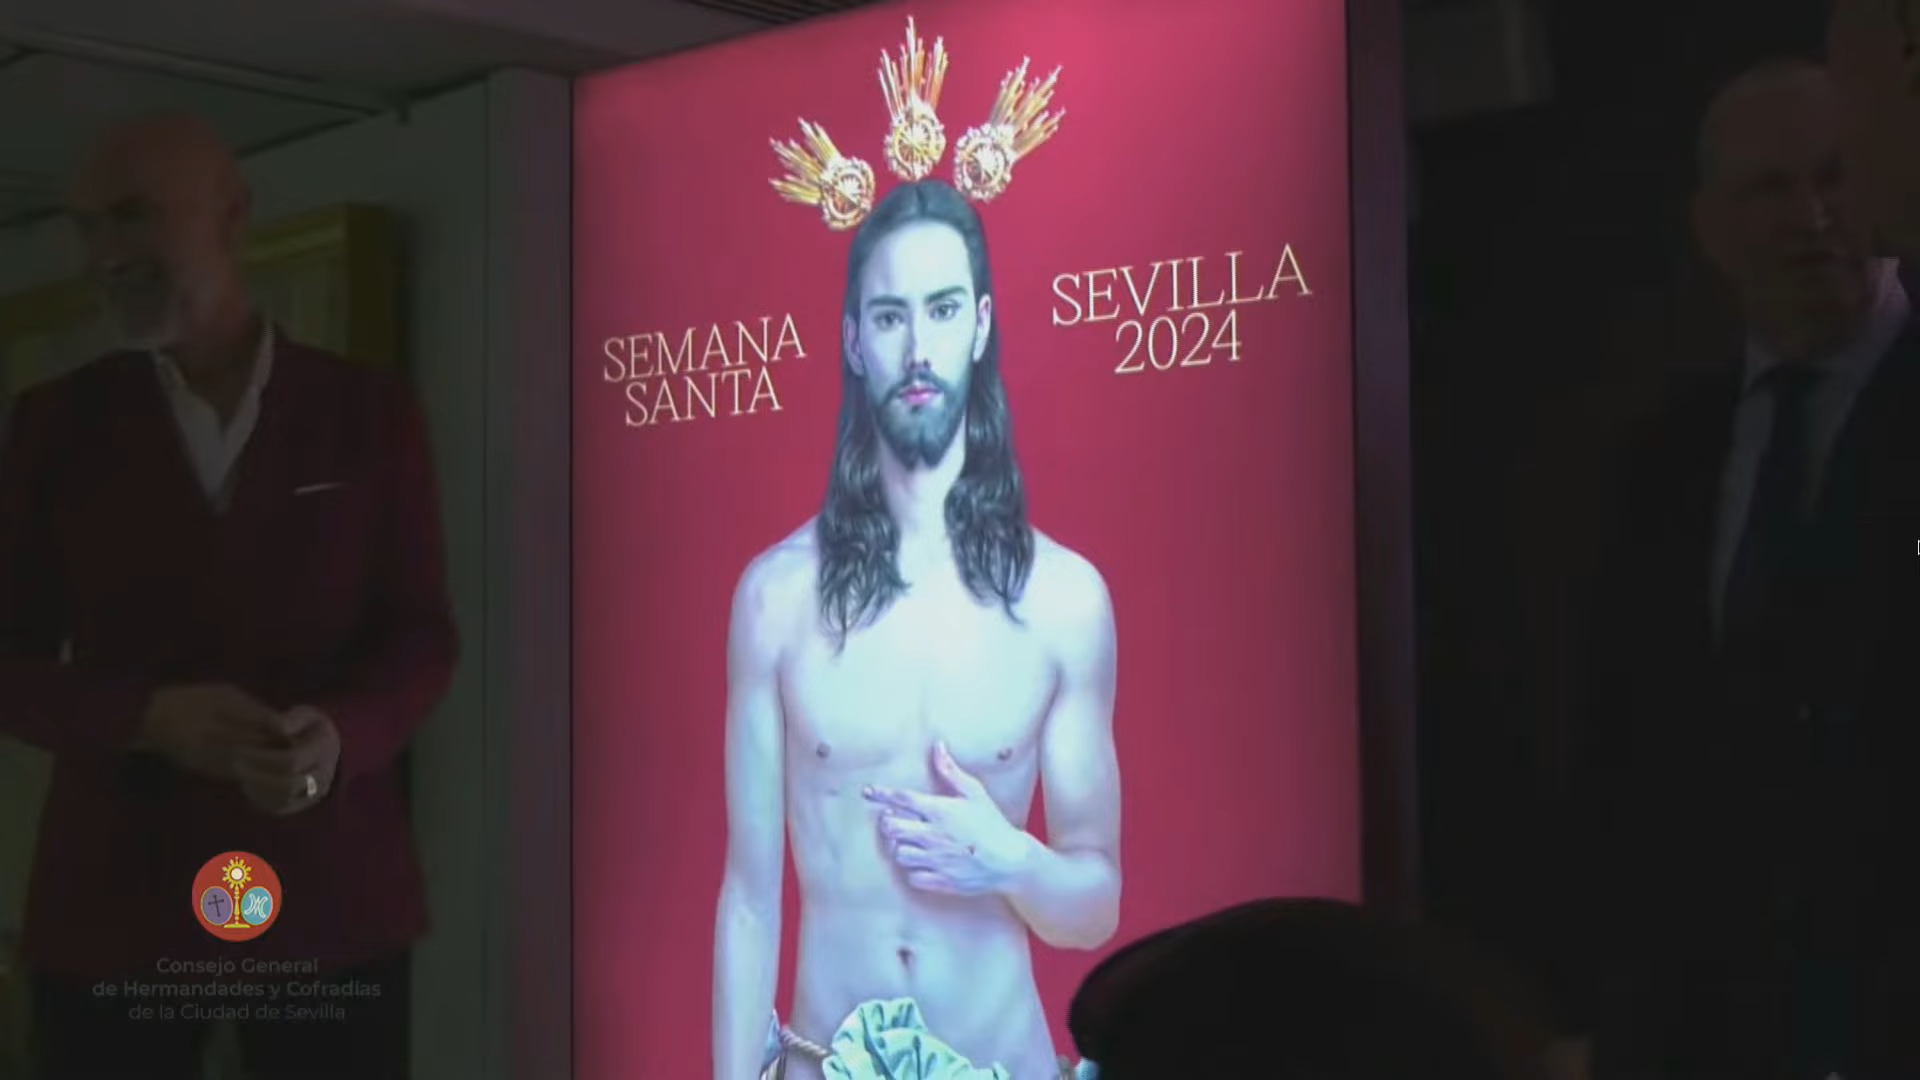 SEMANA
SANTA
SEVILLA
2024
Consejo General
de Hermandades y Cofradías
de la Ciudad de Sevilla